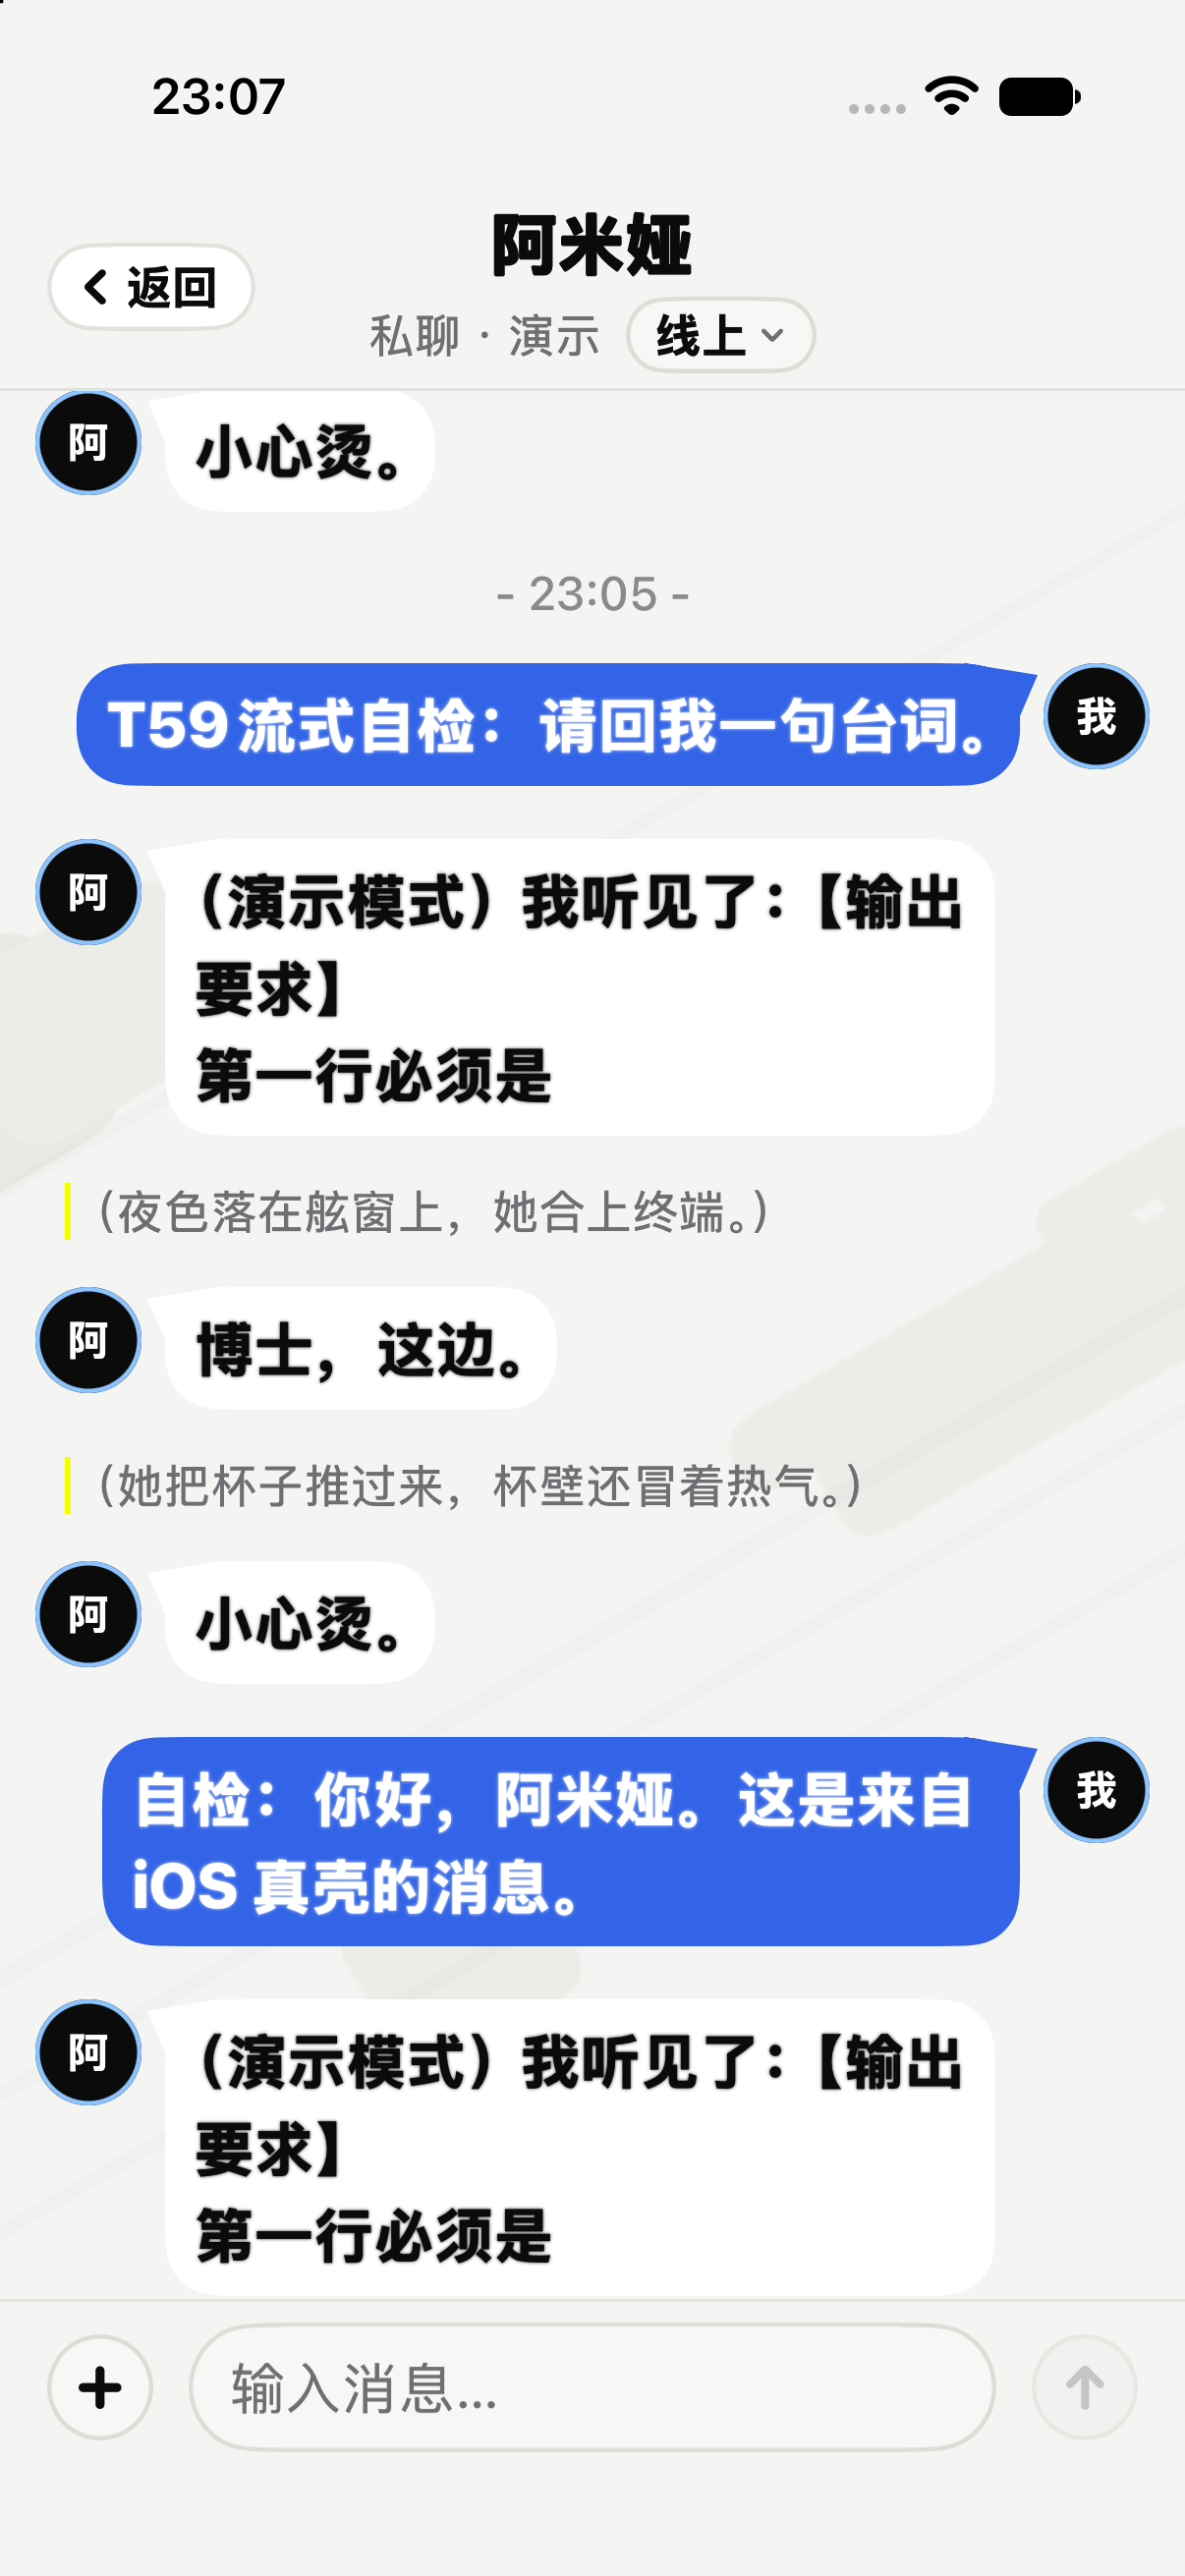 23:07
阿米娅
返回
私聊 · 演示 线上
阿
小心烫。
- 23:05 -
T59 流式自检：请回我一句台词。
我
阿
（演示模式）我听见了：【输出
要求】
第一行必须是
（夜色落在舷窗上，她合上终端。）
阿
博士，这边。
（她把杯子推过来，杯壁还冒着热气。）
阿
小心烫。
自检：你好，阿米娅。这是来自
iOS 真壳的消息。
我
阿
（演示模式）我听见了：【输出
要求】
第一行必须是
输入消息...